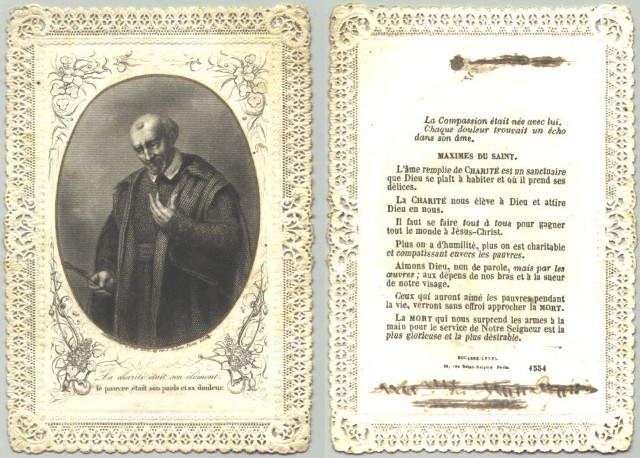 La charité était son élément
le pauvre était son poids et sa douleur.
La Compassion était née avec lui.
Chaque douleur trouvait un écho
dans son âme.
MAXIMES DU SAINT.
L'âme remplie de CHARITÉ est un sanctuaire
que Dieu se plaît à habiter et où il prend ses
délices.
La CHARITÉ nous élève à Dieu et attire
Dieu en nous.
Il faut se faire tout à tous pour gagner
tout le monde à Jésus-Christ.
Plus on a d'humilité, plus on est charitable
et compatissant envers les pauvres.
Aimons Dieu, non de parole, mais par les
œuvres; aux dépens de nos bras et à la sueur
de notre visage.
Ceux qui auront aimé les pauvres pendant
la vie, verront sans effroi approcher la MORT.
La MORT qui nous surprend les armes à la
main pour le service de Notre Seigneur est la
plus glorieuse et la plus désirable.
BOUASSE-LEBEL
29, rue Saint-Sulpice Paris. 1334